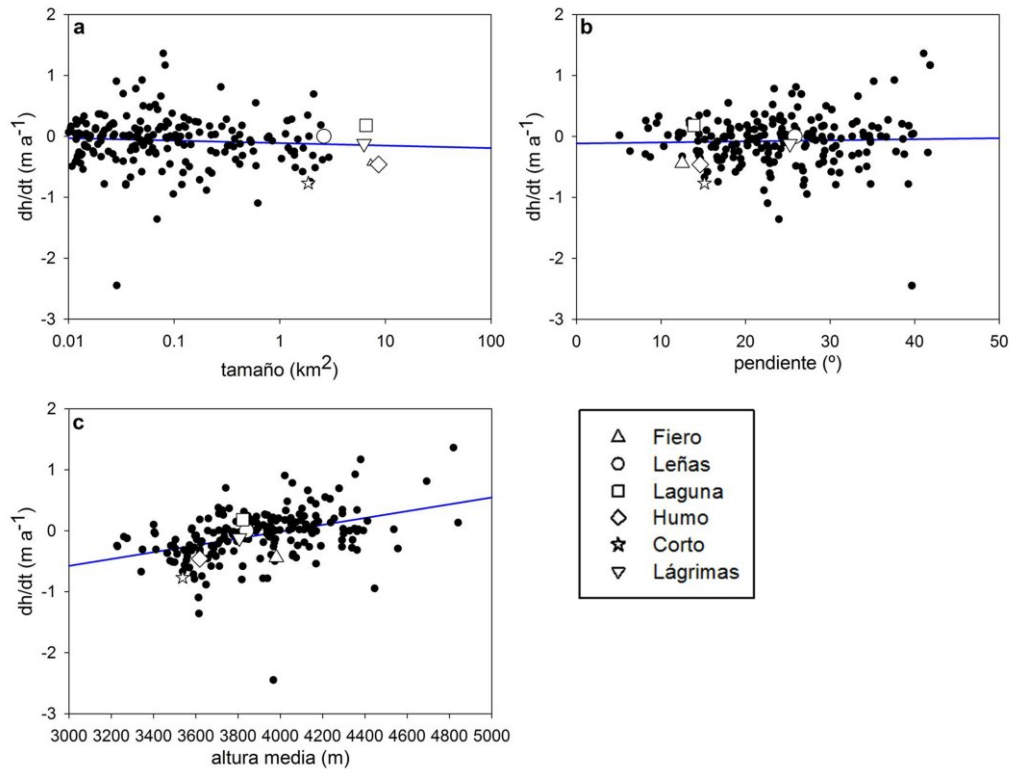 a
2
1
0
-1
-2
-3
dh/dt (m a⁻¹)
0.01 0.1 1 10 100
tamaño (km²)
b
2
1
0
-1
-2
-3
dh/dt (m a⁻¹)
0 10 20 30 40 50
pendiente (º)
c
2
1
0
-1
-2
-3
dh/dt (m a⁻¹)
3000 3200 3400 3600 3800 4000 4200 4400 4600 4800 5000
altura media (m)
Fiero
Leñas
Laguna
Humo
Corto
Lágrimas